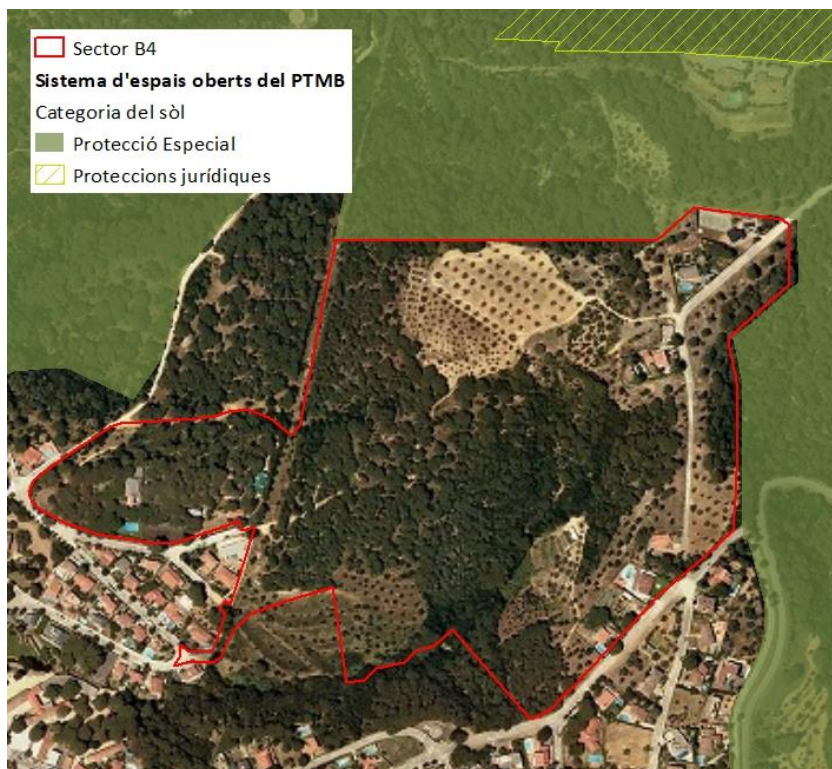 Sector B4
Sistema d'espais oberts del PTMB
Categoria del sòl
Protecció Especial
Proteccions jurídiques